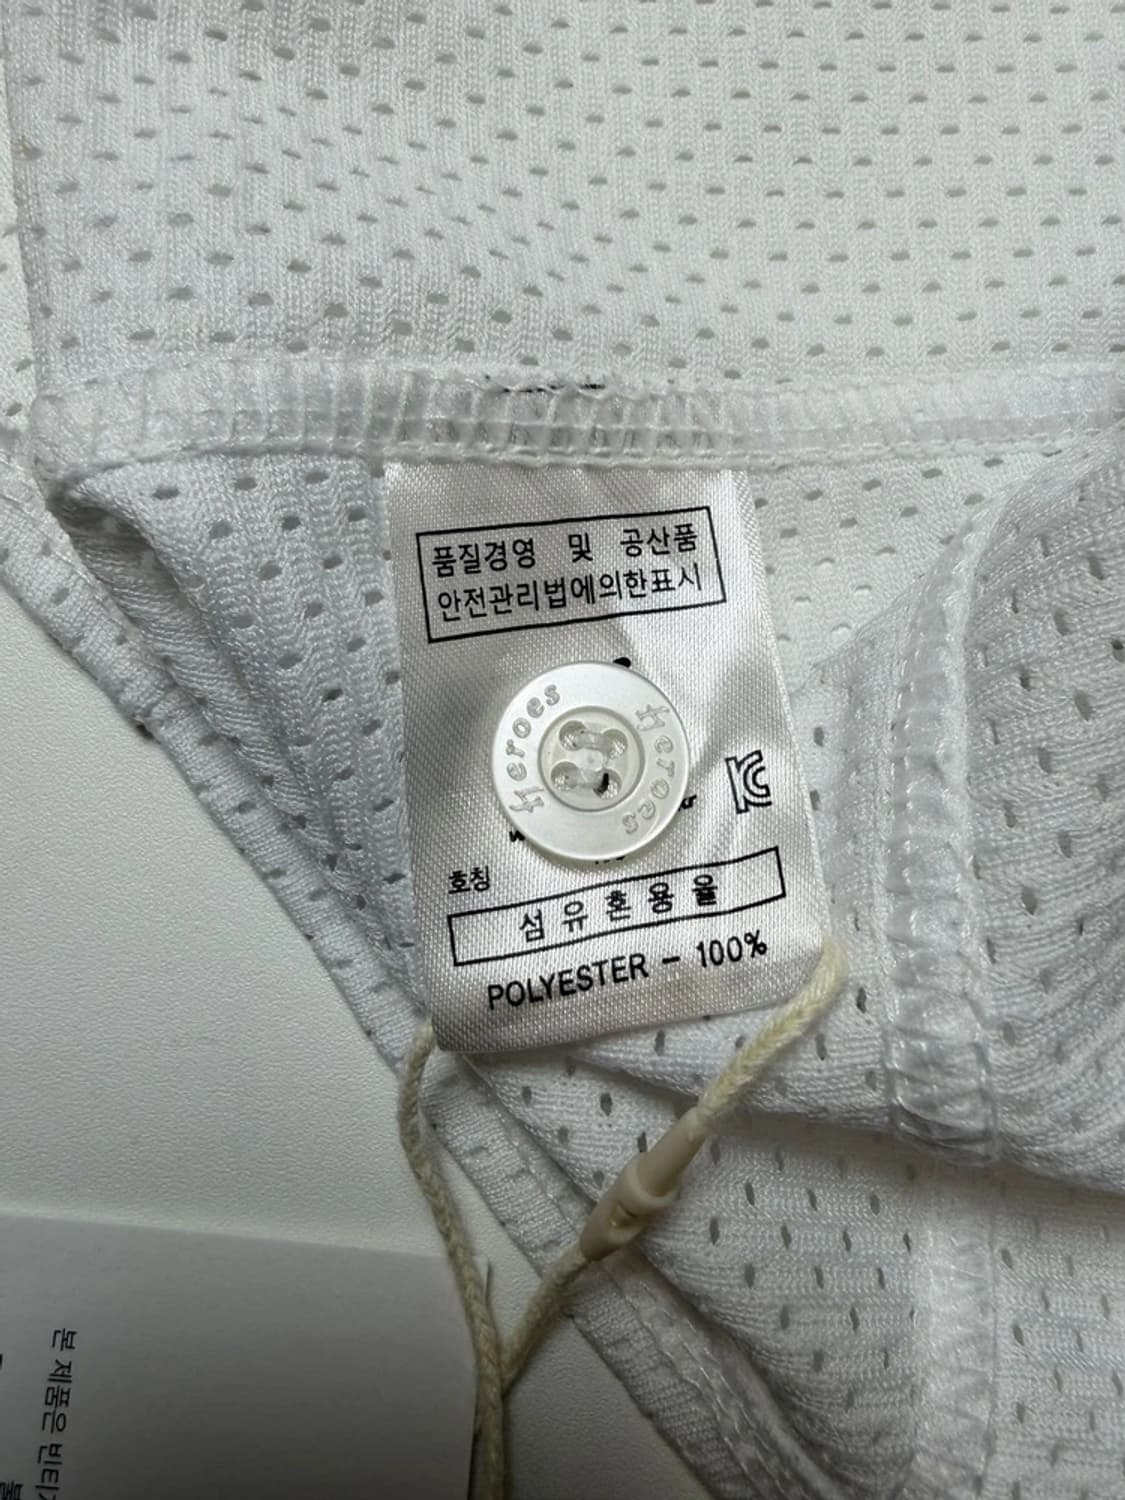 품질경영 및 공산품
안전관리법에의한표시
heroes
heroes
호칭
섬유혼용율
POLYESTER - 100%
본 제품은 빈티